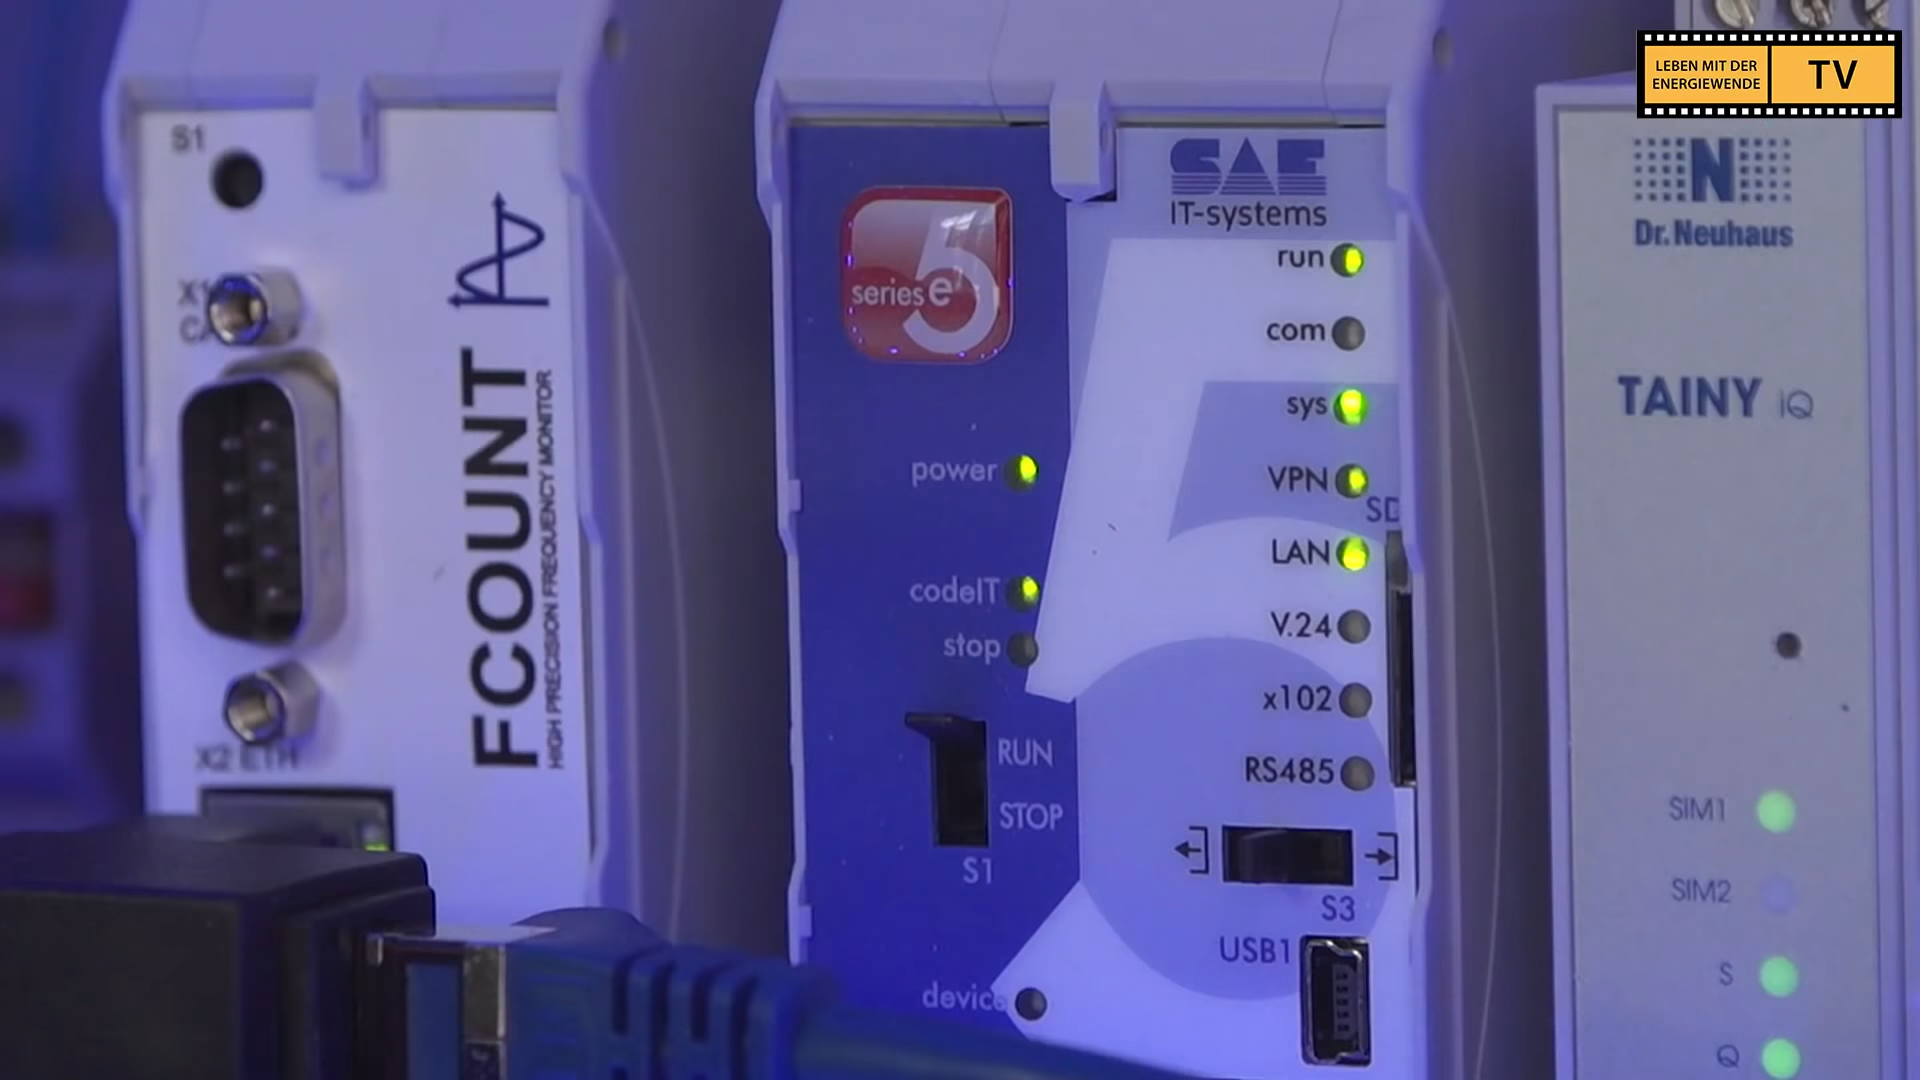 LEBEN MIT DER
ENERGIEWENDE
TV
S1
X1
X2 ETH
FCOUNT
HIGH PRECISION FREQUENCY MONITOR
series e5
power
codeIT
stop
RUN
STOP
S1
device
SAE
IT-systems
run
com
sys
VPN
SD
LAN
V.24
x102
RS485
S3
USB1
N
Dr. Neuhaus
TAINY iQ
SIM1
SIM2
S
Q